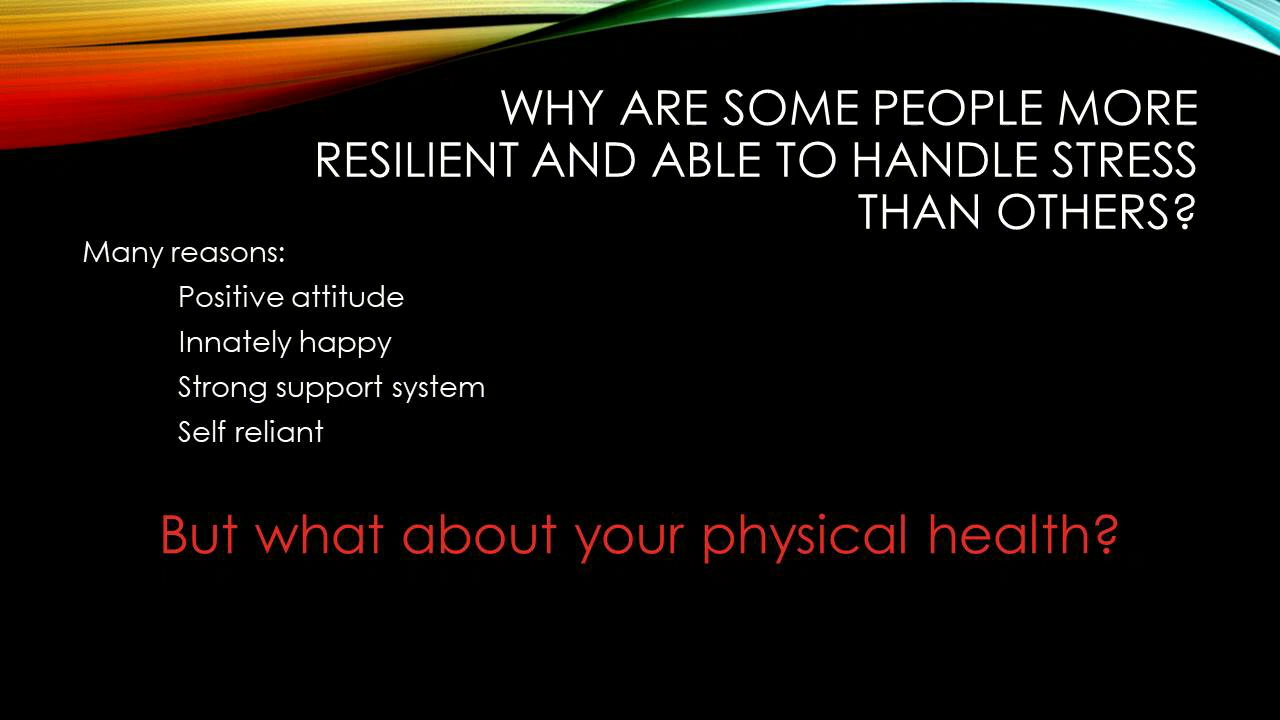 WHY ARE SOME PEOPLE MORE
RESILIENT AND ABLE TO HANDLE STRESS
THAN OTHERS?
Many reasons:
Positive attitude
Innately happy
Strong support system
Self reliant
But what about your physical health?